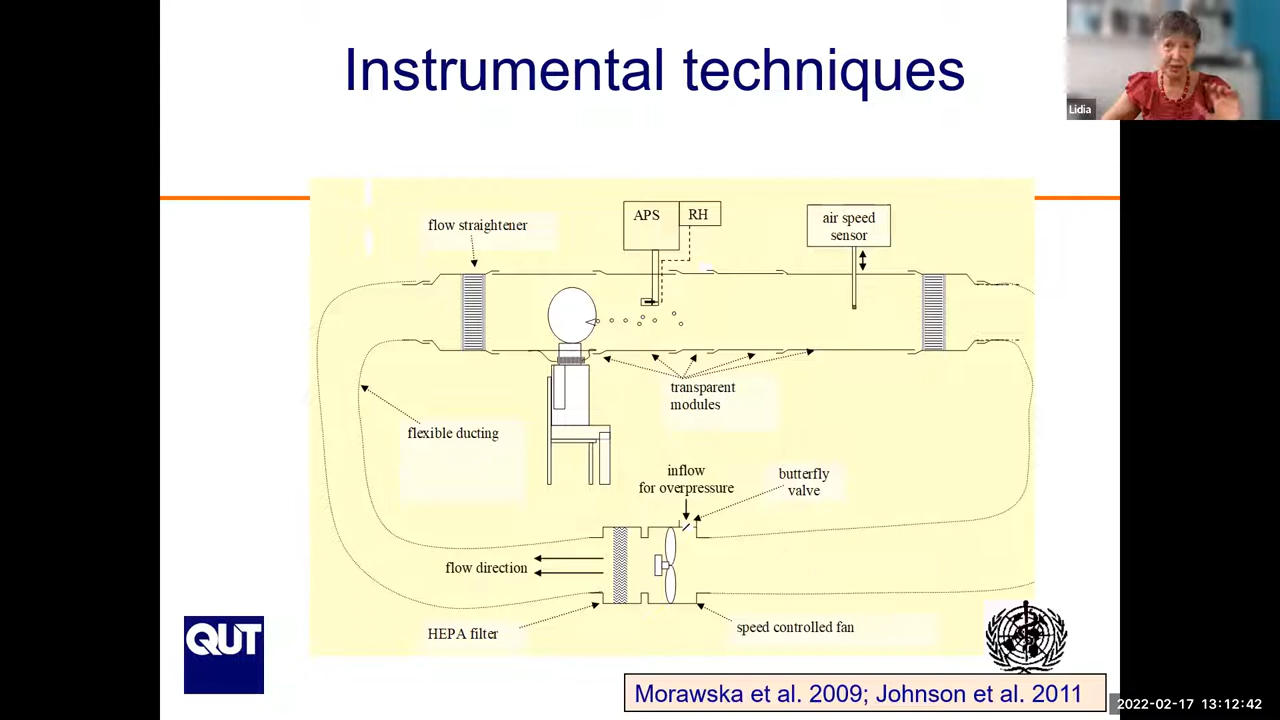 Instrumental techniques
Lidia
flow straightener
APS
RH
air speed
sensor
transparent
modules
flexible ducting
inflow
for overpressure
butterfly
valve
flow direction
HEPA filter
speed controlled fan
QUT
Morawska et al. 2009; Johnson et al. 2011
2022-02-17 13:12:42